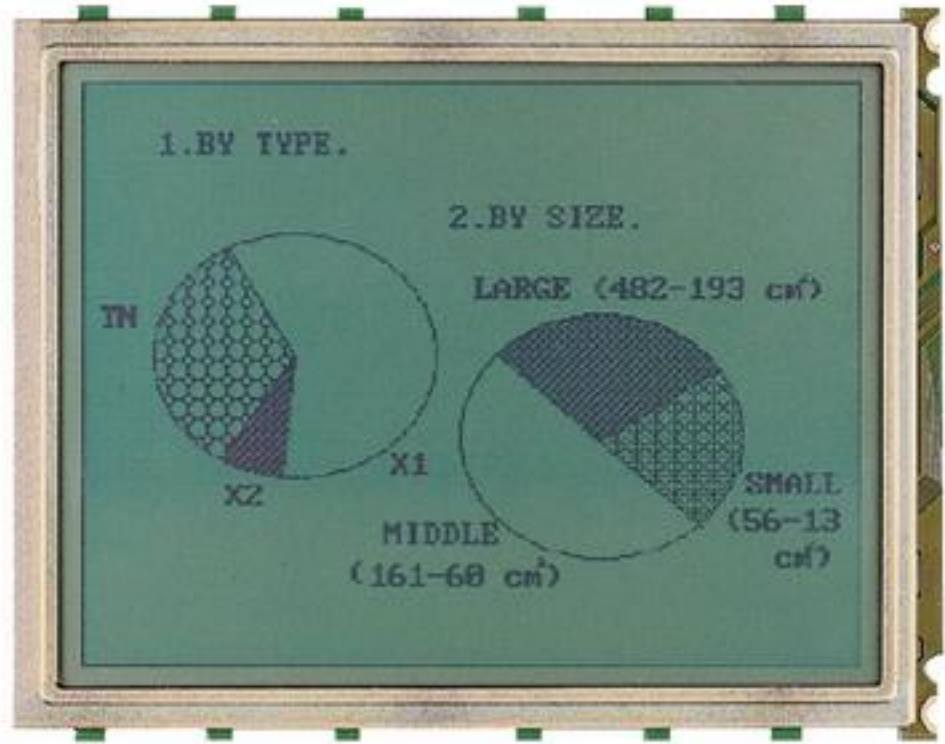 1.BY TYPE.
TN
X2
X1
2.BY SIZE.
LARGE (482-193 cm²)
MIDDLE
(161-60 cm²)
SMALL
(56-13
cm²)